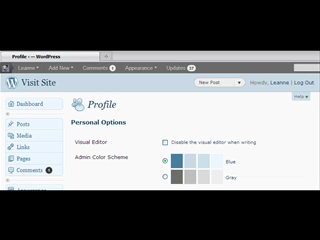 Profile ‹ — WordPress
Leanne Add New Comments Appearance Updates 27
Visit Site New Post Howdy, Leanne | Log Out
Help
Dashboard
Profile
Posts
Personal Options
Media
Links
Visual Editor Disable the visual editor when writing
Pages
Admin Color Scheme Blue
Comments
Gray
Appearance